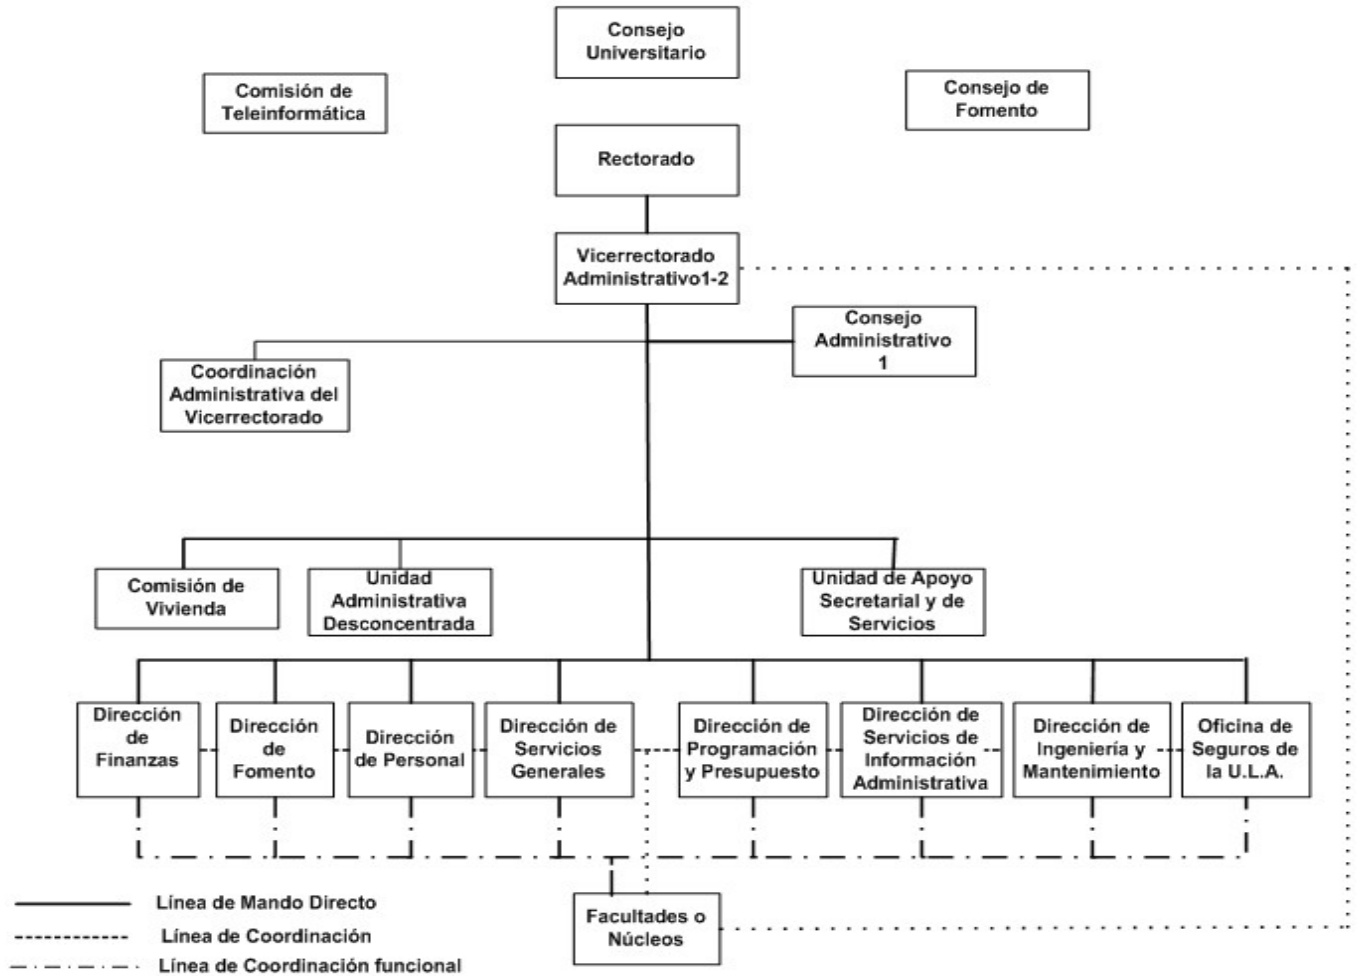 Consejo
Universitario
Comisión de
Teleinformática
Consejo de
Fomento
Rectorado
Vicerrectorado
Administrativo1-2
Consejo
Administrativo
1
Coordinación
Administrativa del
Vicerrectorado
Comisión de
Vivienda
Unidad
Administrativa
Desconcentrada
Unidad de Apoyo
Secretarial y de
Servicios
Dirección
de
Finanzas
Dirección
de
Fomento
Dirección
de Personal
Dirección de
Servicios
Generales
Dirección de
Programación
y Presupuesto
Dirección de
Servicios de
Información
Administrativa
Dirección de
Ingeniería y
Mantenimiento
Oficina de
Seguros de
la U.L.A.
Facultades o
Núcleos
Línea de Mando Directo
Línea de Coordinación
Línea de Coordinación funcional